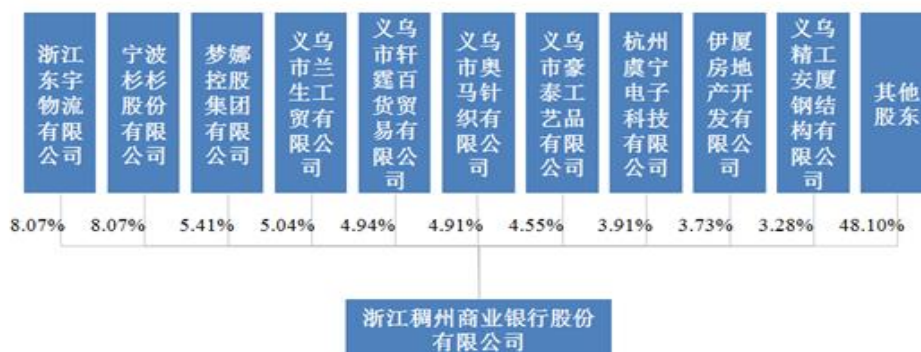 浙江
东宇
物流
有限
公司
宁波
杉杉
股份
有限
公司
梦娜
控股
集团
有限
公司
义乌
市兰
生工
贸有
限公
司
义乌
市轩
霆百
货贸
易有
限公
司
义乌
市奥
马针
织有
限公
司
义乌
市豪
泰工
艺品
有限
公司
杭州
虞宁
电子
科技
有限
公司
伊厦
房地
产开
发有
限公
司
义乌
精工
安厦
钢结
构有
限公
司
其他
股东
8.07% 8.07% 5.41% 5.04% 4.94% 4.91% 4.55% 3.91% 3.73% 3.28% 48.10%
浙江稠州商业银行股份
有限公司